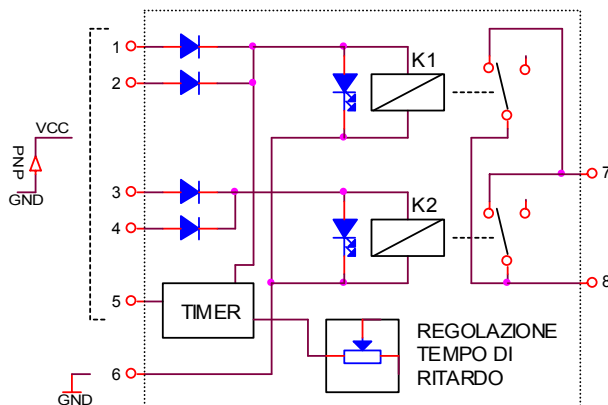 1
2
K1
VCC
PNP
GND
3
4
K2
7
5
TIMER
8
REGOLAZIONE
TEMPO DI
RITARDO
6
GND